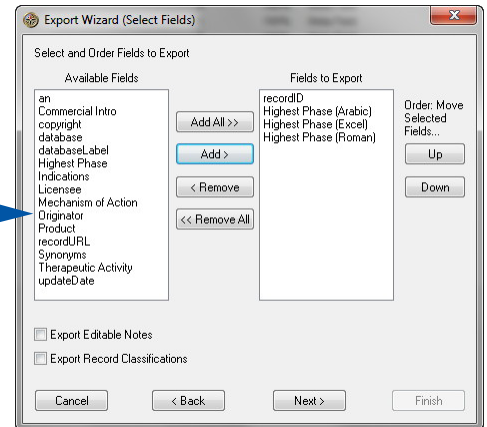 Export Wizard (Select Fields)
Select and Order Fields to Export
Available Fields
an
Commercial Intro
copyright
database
databaseLabel
Highest Phase
Indications
Licensee
Mechanism of Action
Originator
Product
recordURL
Synonyms
Therapeutic Activity
updateDate
Add All >>
Add >
< Remove
<< Remove All
Fields to Export
recordID
Highest Phase (Arabic)
Highest Phase (Excel)
Highest Phase (Roman)
Order: Move
Selected
Fields...
Up
Down
Export Editable Notes
Export Record Classifications
Cancel
< Back
Next >
Finish